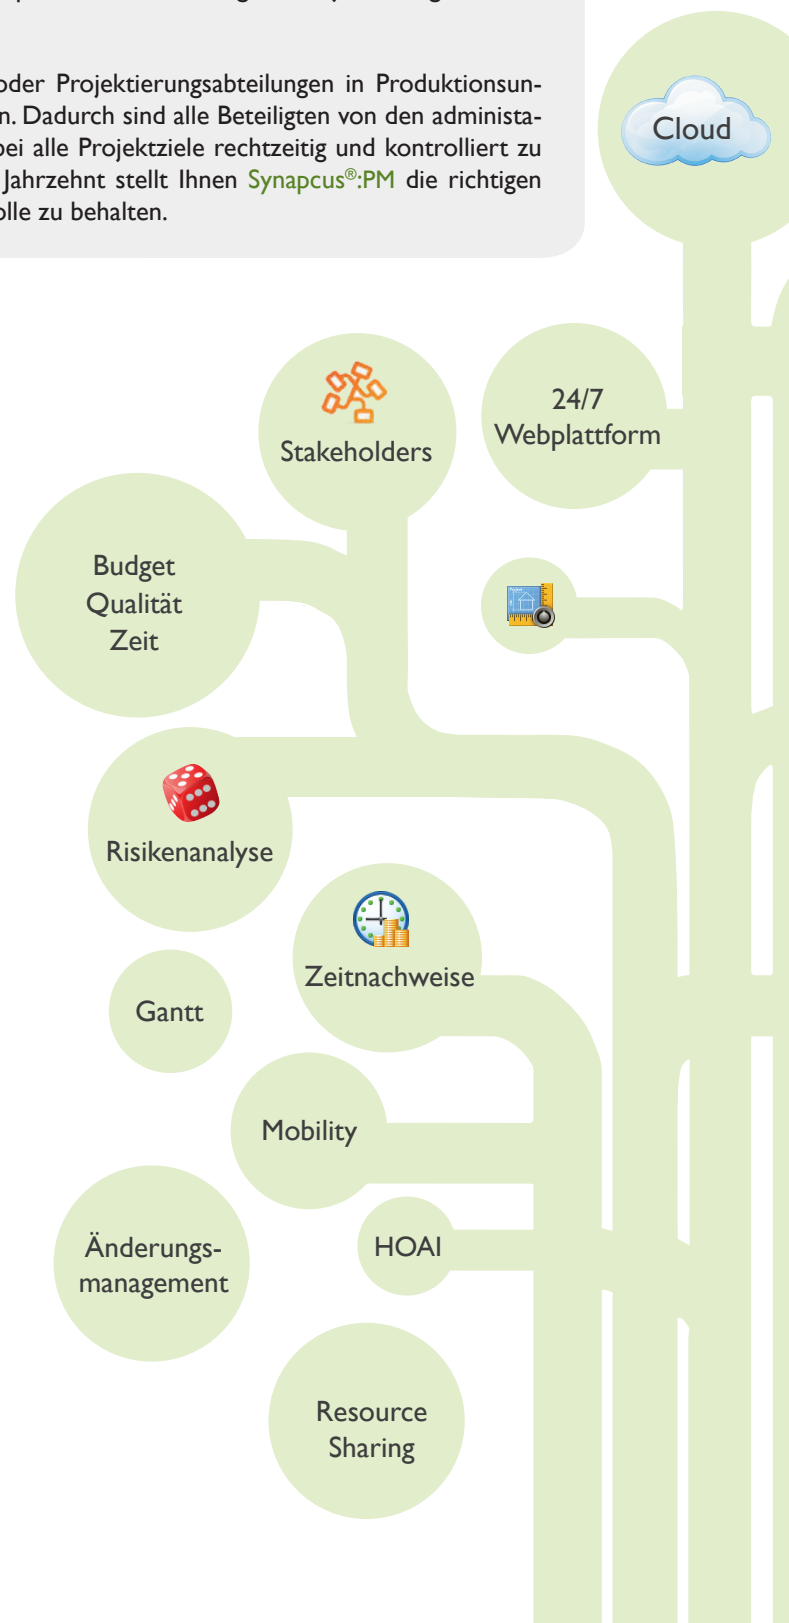 oder Projektierungsabteilungen in Produktionsun-
n. Dadurch sind alle Beteiligten von den administa-
bei alle Projektziele rechtzeitig und kontrolliert zu
Jahrzehnt stellt Ihnen Synapcus®:PM die richtigen
olle zu behalten.
Cloud
24/7
Webplattform
Stakeholders
Budget
Qualität
Zeit
Risikenanalyse
Zeitnachweise
Gantt
Mobility
Änderungs-
management
HOAI
Resource
Sharing